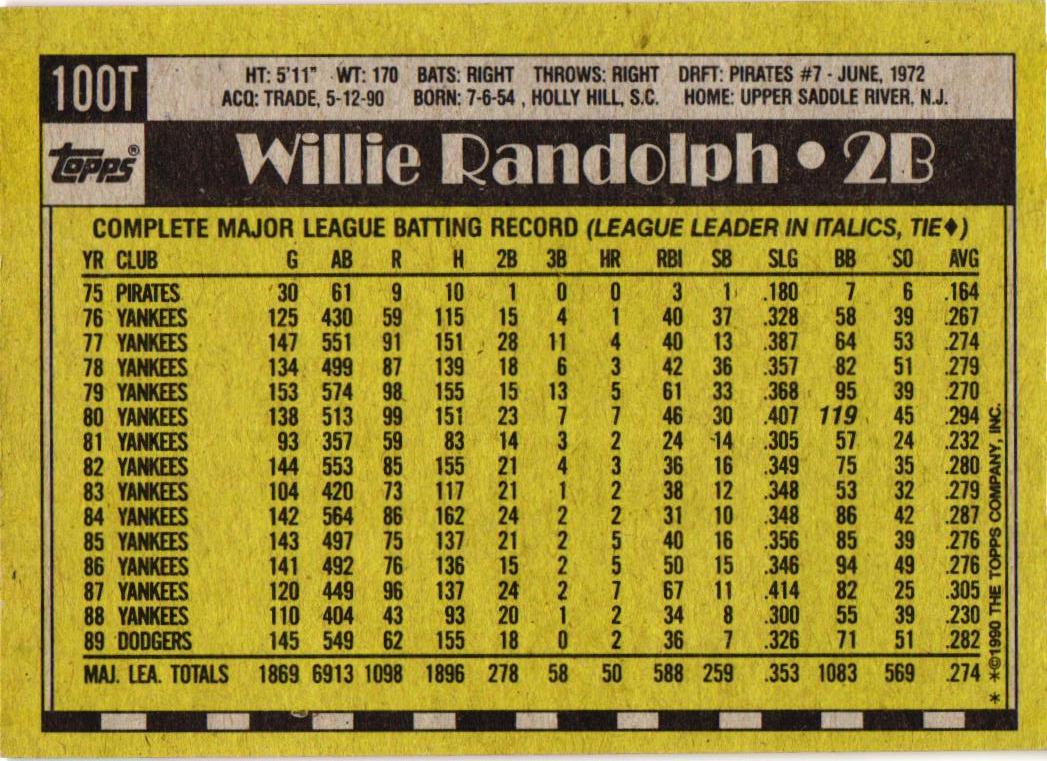 100T
HT: 5'11" WT: 170 BATS: RIGHT THROWS: RIGHT DRFT: PIRATES #7 - JUNE, 1972
ACQ: TRADE, 5-12-90 BORN: 7-6-54 , HOLLY HILL, S.C. HOME: UPPER SADDLE RIVER, N.J.
topps®
Willie Randolph • 2B
COMPLETE MAJOR LEAGUE BATTING RECORD (LEAGUE LEADER IN ITALICS, TIE♦)
YR CLUB G AB R H 2B 3B HR RBI SB SLG BB SO AVG
75 PIRATES 30 61 9 10 1 0 0 3 1 .180 7 6 .164
76 YANKEES 125 430 59 115 15 4 1 40 37 .328 58 39 .267
77 YANKEES 147 551 91 151 28 11 4 40 13 .387 64 53 .274
78 YANKEES 134 499 87 139 18 6 3 42 36 .357 82 51 .279
79 YANKEES 153 574 98 155 15 13 5 61 33 .368 95 39 .270
80 YANKEES 138 513 99 151 23 7 7 46 30 .407 119 45 .294
81 YANKEES 93 357 59 83 14 3 2 24 14 .305 57 24 .232
82 YANKEES 144 553 85 155 21 4 3 36 16 .349 75 35 .280
83 YANKEES 104 420 73 117 21 1 2 38 12 .348 53 32 .279
84 YANKEES 142 564 86 162 24 2 2 31 10 .348 86 42 .287
85 YANKEES 143 497 75 137 21 2 5 40 16 .356 85 39 .276
86 YANKEES 141 492 76 136 15 2 5 50 15 .346 94 49 .276
87 YANKEES 120 449 96 137 24 2 7 67 11 .414 82 25 .305
88 YANKEES 110 404 43 93 20 1 2 34 8 .300 55 39 .230
89 DODGERS 145 549 62 155 18 0 2 36 7 .326 71 51 .282
MAJ. LEA. TOTALS 1869 6913 1098 1896 278 58 50 588 259 .353 1083 569 .274
* *©1990 THE TOPPS COMPANY, INC.